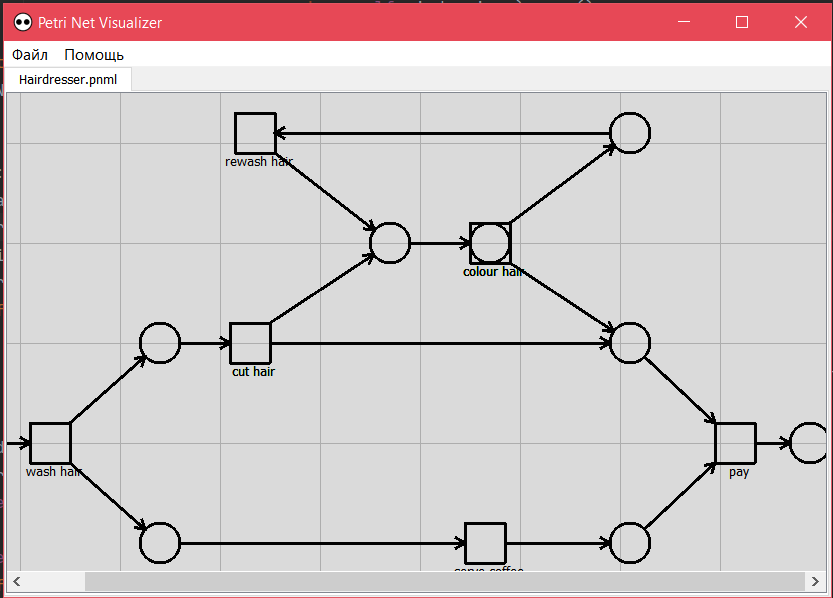 Petri Net Visualizer
Файл Помощь
Hairdresser.pnml
rewash hair
colour hair
cut hair
wash hair
pay
serve coffee